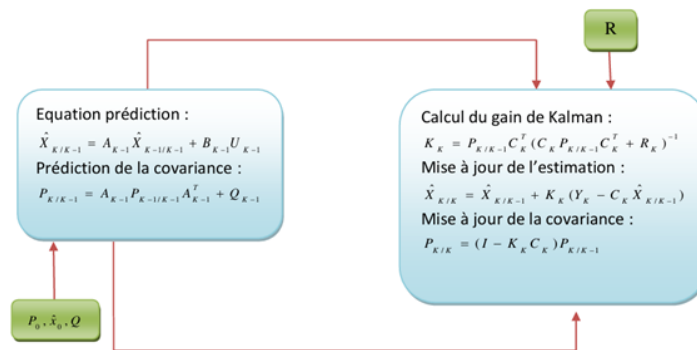 R
Equation prédiction :
X̂_{K/K-1} = A_{K-1} X̂_{K-1/K-1} + B_{K-1} U_{K-1}
Prédiction de la covariance :
P_{K/K-1} = A_{K-1} P_{K-1/K-1} A_{K-1}^T + Q_{K-1}
Calcul du gain de Kalman :
K_K = P_{K/K-1} C_K^T (C_K P_{K/K-1} C_K^T + R_K)^{-1}
Mise à jour de l'estimation :
X̂_{K/K} = X̂_{K/K-1} + K_K (Y_K - C_K X̂_{K/K-1})
Mise à jour de la covariance :
P_{K/K} = (I - K_K C_K) P_{K/K-1}
P_0, x̂_0, Q